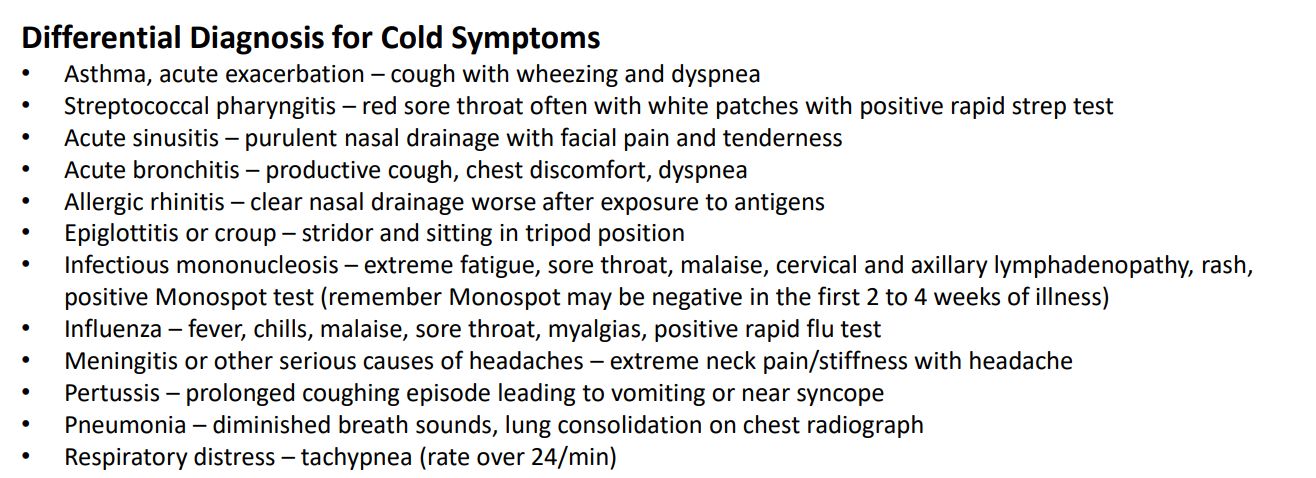 Differential Diagnosis for Cold Symptoms
• Asthma, acute exacerbation – cough with wheezing and dyspnea
• Streptococcal pharyngitis – red sore throat often with white patches with positive rapid strep test
• Acute sinusitis – purulent nasal drainage with facial pain and tenderness
• Acute bronchitis – productive cough, chest discomfort, dyspnea
• Allergic rhinitis – clear nasal drainage worse after exposure to antigens
• Epiglottitis or croup – stridor and sitting in tripod position
• Infectious mononucleosis – extreme fatigue, sore throat, malaise, cervical and axillary lymphadenopathy, rash,
positive Monospot test (remember Monospot may be negative in the first 2 to 4 weeks of illness)
• Influenza – fever, chills, malaise, sore throat, myalgias, positive rapid flu test
• Meningitis or other serious causes of headaches – extreme neck pain/stiffness with headache
• Pertussis – prolonged coughing episode leading to vomiting or near syncope
• Pneumonia – diminished breath sounds, lung consolidation on chest radiograph
• Respiratory distress – tachypnea (rate over 24/min)